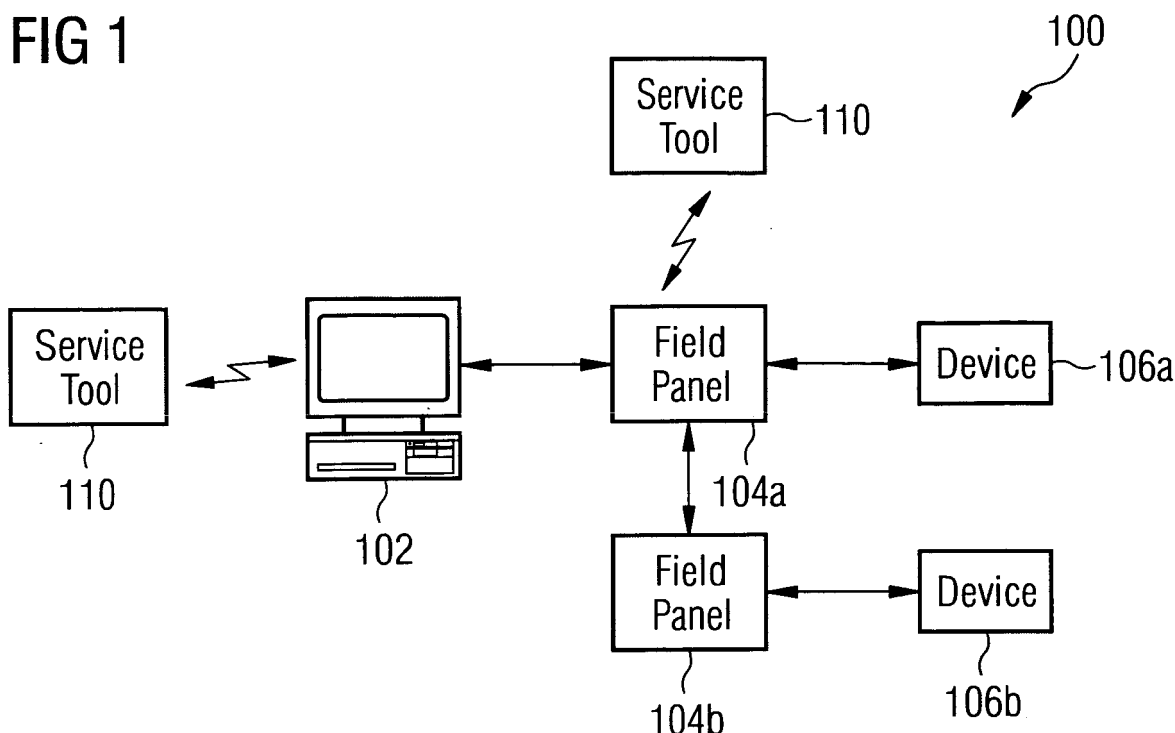 FIG 1
100
Service
Tool
110
Service
Tool
110
102
Field
Panel
104a
Device
106a
Field
Panel
104b
Device
106b